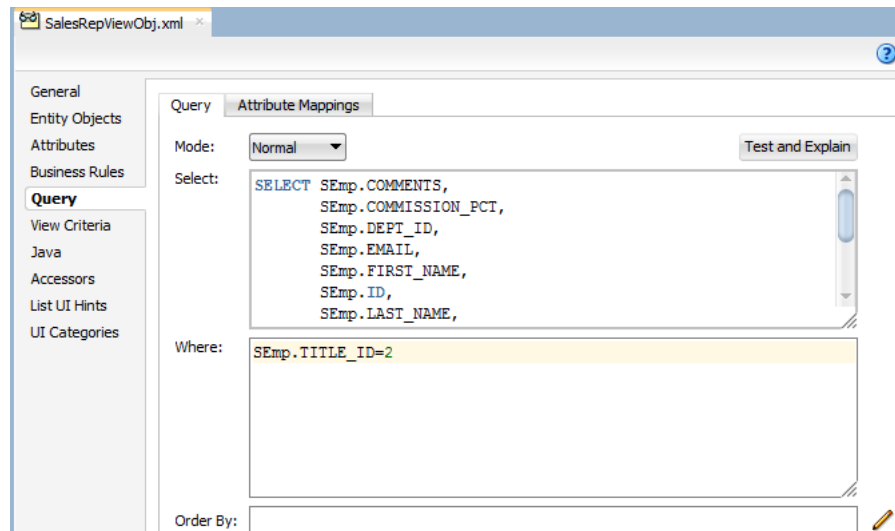 SalesRepViewObj.xml
General
Entity Objects
Attributes
Business Rules
Query
View Criteria
Java
Accessors
List UI Hints
UI Categories
Query Attribute Mappings
Mode: Normal Test and Explain
Select:
SELECT SEmp.COMMENTS,
SEmp.COMMISSION_PCT,
SEmp.DEPT_ID,
SEmp.EMAIL,
SEmp.FIRST_NAME,
SEmp.ID,
SEmp.LAST_NAME,
Where:
SEmp.TITLE_ID=2
Order By: